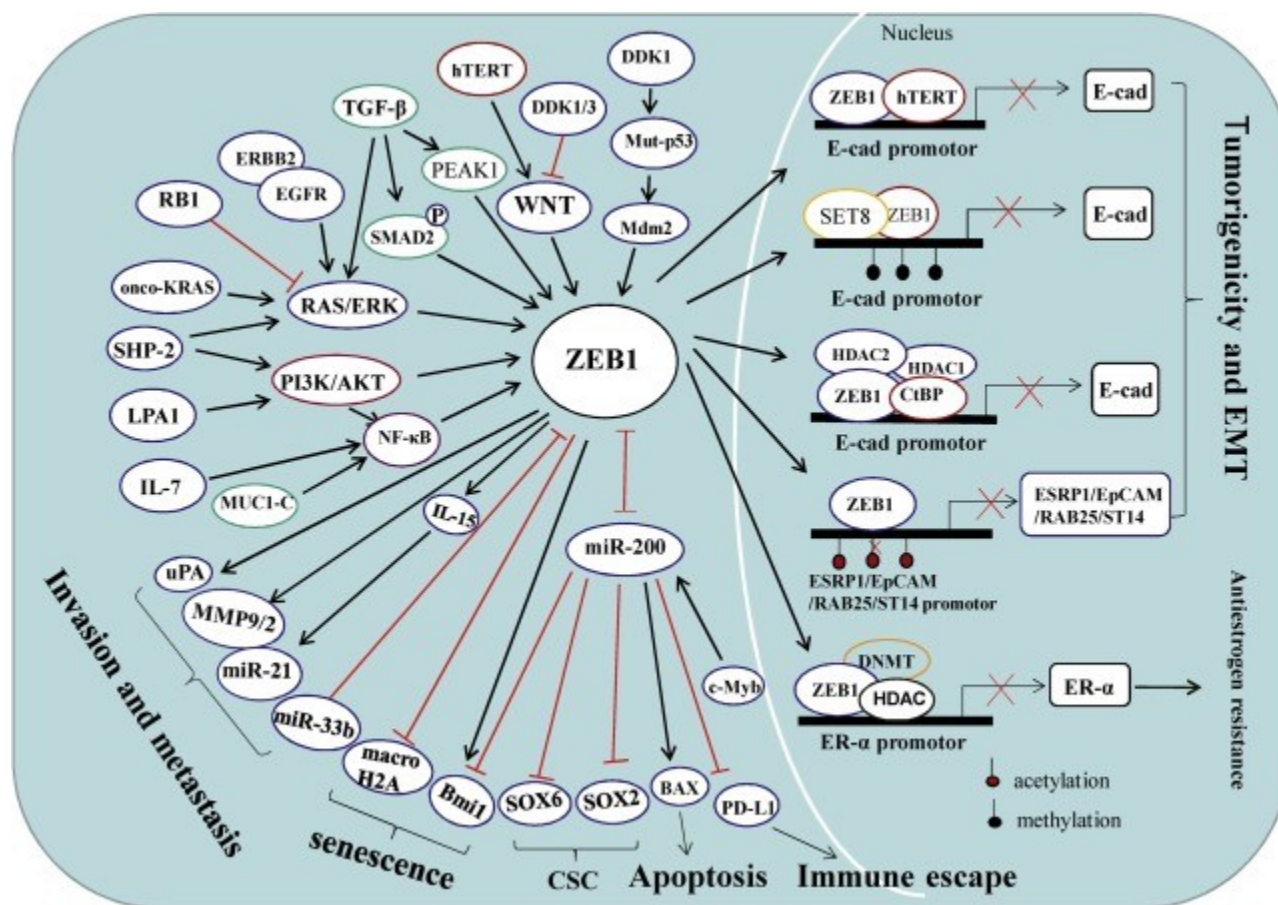 Nucleus
hTERT
DDK1
TGF-β
DDK1/3
ZEB1
hTERT
E-cad
E-cad promotor
ERBB2
EGFR
PEAK1
Mut-p53
RB1
WNT
P
SMAD2
Mdm2
SET8
ZEB1
E-cad
E-cad promotor
onco-KRAS
RAS/ERK
SHP-2
ZEB1
PI3K/AKT
HDAC2
HDAC1
ZEB1
CtBP
E-cad
E-cad promotor
LPA1
NF-κB
IL-7
MUC1-C
IL-15
miR-200
ZEB1
ESRP1/EpCAM
/RAB25/ST14
ESRP1/EpCAM
/RAB25/ST14 promotor
Tumorigenicity and EMT
uPA
MMP9/2
miR-21
miR-33b
macro
H2A
Bmi1
SOX6
SOX2
BAX
PD-L1
c-Myb
DNMT
ZEB1
HDAC
ER-α
ER-α promotor
Antiestrogen resistance
acetylation
methylation
Invasion and metastasis
senescence
CSC
Apoptosis
Immune escape